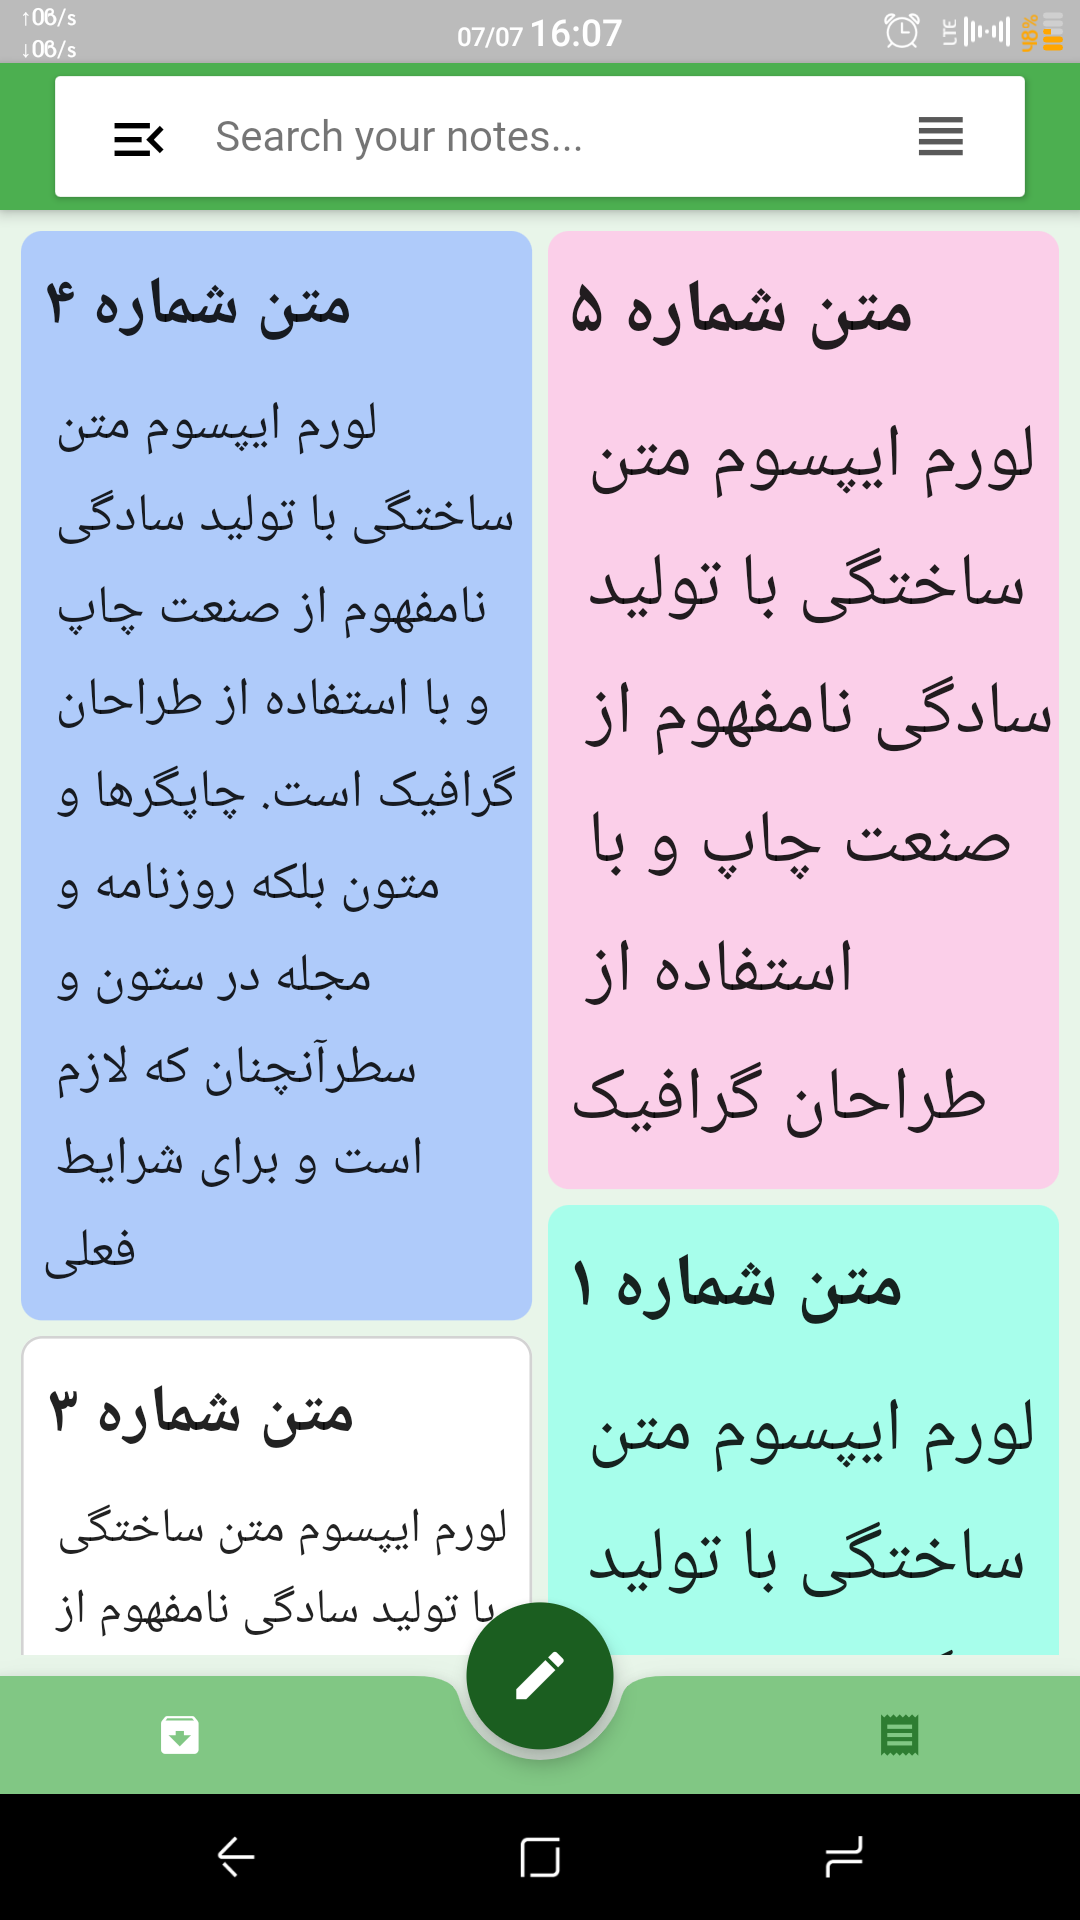 ↑0B/s
↓0B/s
07/07 16:07
LTE
48%
Search your notes...
متن شماره ۴
لورم ایپسوم متن
ساختگی با تولید سادگی
نامفهوم از صنعت چاپ
و با استفاده از طراحان
گرافیک است. چاپگرها و
متون بلکه روزنامه و
مجله در ستون و
سطرآنچنان که لازم
است و برای شرایط
فعلی
متن شماره ۵
لورم ایپسوم متن
ساختگی با تولید
سادگی نامفهوم از
صنعت چاپ و با
استفاده از
طراحان گرافیک
متن شماره ۳
لورم ایپسوم متن ساختگی
با تولید سادگی نامفهوم از
متن شماره ۱
لورم ایپسوم متن
ساختگی با تولید